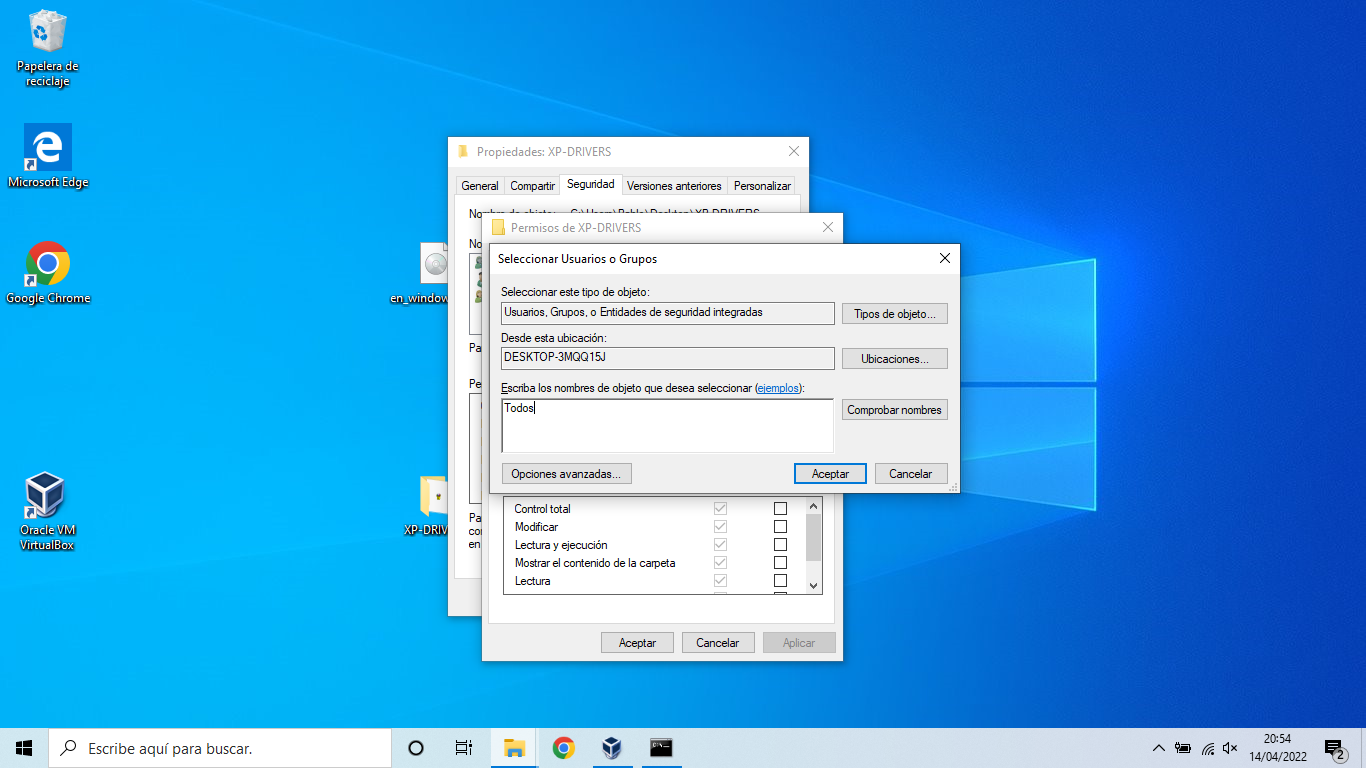 Papelera de
reciclaje
Microsoft Edge
Google Chrome
Oracle VM
VirtualBox
en_window
XP-DRIV
Propiedades: XP-DRIVERS
General
Compartir
Seguridad
Versiones anteriores
Personalizar
No
Pa
Pe
Pa
co
en
Permisos de XP-DRIVERS
Seleccionar Usuarios o Grupos
Seleccionar este tipo de objeto:
Usuarios, Grupos, o Entidades de seguridad integradas
Tipos de objeto...
Desde esta ubicación:
DESKTOP-3MQQ15J
Ubicaciones...
Escriba los nombres de objeto que desea seleccionar (ejemplos):
Todos
Comprobar nombres
Opciones avanzadas...
Aceptar
Cancelar
Control total
Modificar
Lectura y ejecución
Mostrar el contenido de la carpeta
Lectura
Aceptar
Cancelar
Aplicar
Escribe aquí para buscar.
20:54
14/04/2022
2